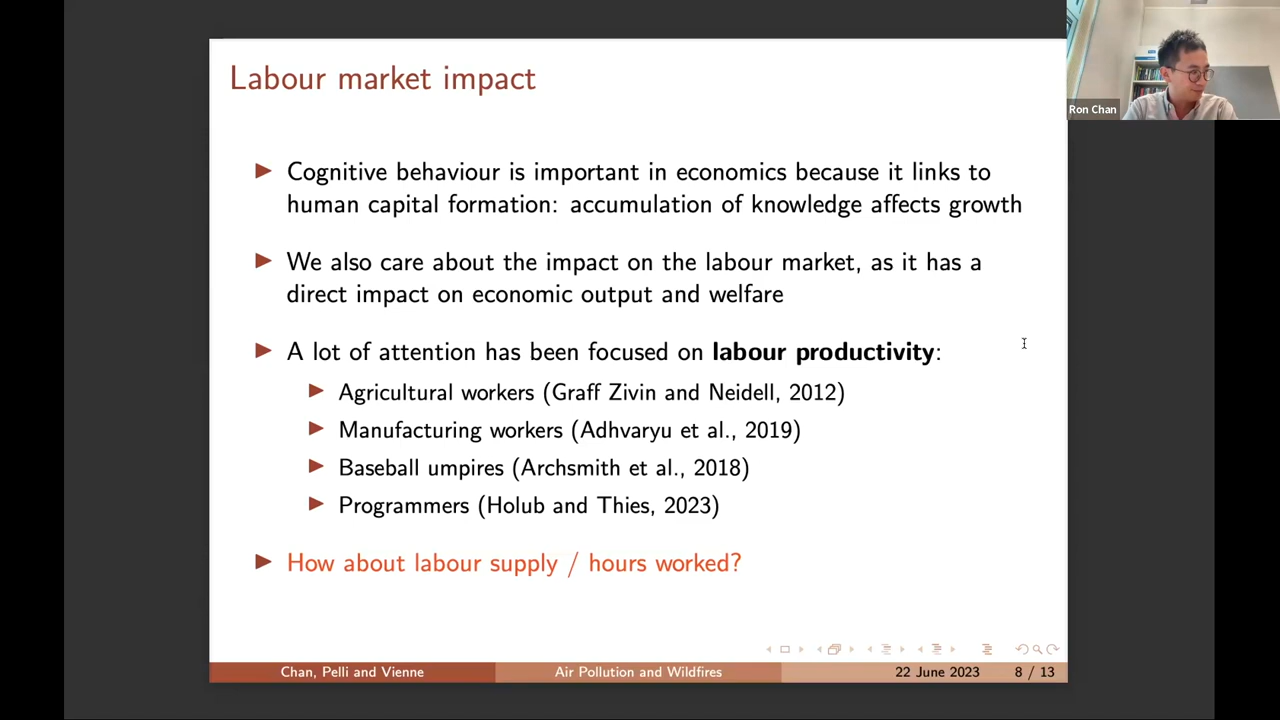 Labour market impact
Ron Chan
Cognitive behaviour is important in economics because it links to
human capital formation: accumulation of knowledge affects growth
We also care about the impact on the labour market, as it has a
direct impact on economic output and welfare
A lot of attention has been focused on labour productivity:
Agricultural workers (Graff Zivin and Neidell, 2012)
Manufacturing workers (Adhvaryu et al., 2019)
Baseball umpires (Archsmith et al., 2018)
Programmers (Holub and Thies, 2023)
How about labour supply / hours worked?
Chan, Pelli and Vienne Air Pollution and Wildfires 22 June 2023 8 / 13